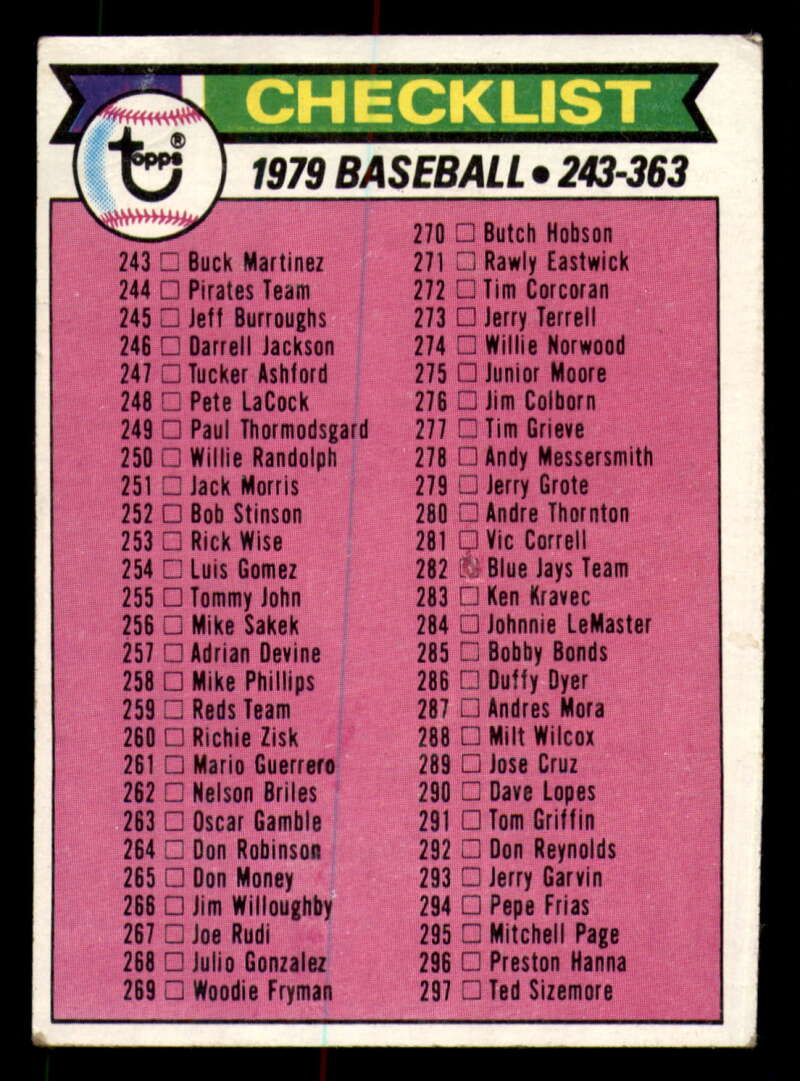 CHECKLIST
Topps®
1979 BASEBALL • 243-363
243 □ Buck Martinez
244 □ Pirates Team
245 □ Jeff Burroughs
246 □ Darrell Jackson
247 □ Tucker Ashford
248 □ Pete LaCock
249 □ Paul Thormodsgard
250 □ Willie Randolph
251 □ Jack Morris
252 □ Bob Stinson
253 □ Rick Wise
254 □ Luis Gomez
255 □ Tommy John
256 □ Mike Sakek
257 □ Adrian Devine
258 □ Mike Phillips
259 □ Reds Team
260 □ Richie Zisk
261 □ Mario Guerrero
262 □ Nelson Briles
263 □ Oscar Gamble
264 □ Don Robinson
265 □ Don Money
266 □ Jim Willoughby
267 □ Joe Rudi
268 □ Julio Gonzalez
269 □ Woodie Fryman
270 □ Butch Hobson
271 □ Rawly Eastwick
272 □ Tim Corcoran
273 □ Jerry Terrell
274 □ Willie Norwood
275 □ Junior Moore
276 □ Jim Colborn
277 □ Tim Grieve
278 □ Andy Messersmith
279 □ Jerry Grote
280 □ Andre Thornton
281 □ Vic Correll
282 □ Blue Jays Team
283 □ Ken Kravec
284 □ Johnnie LeMaster
285 □ Bobby Bonds
286 □ Duffy Dyer
287 □ Andres Mora
288 □ Milt Wilcox
289 □ Jose Cruz
290 □ Dave Lopes
291 □ Tom Griffin
292 □ Don Reynolds
293 □ Jerry Garvin
294 □ Pepe Frias
295 □ Mitchell Page
296 □ Preston Hanna
297 □ Ted Sizemore